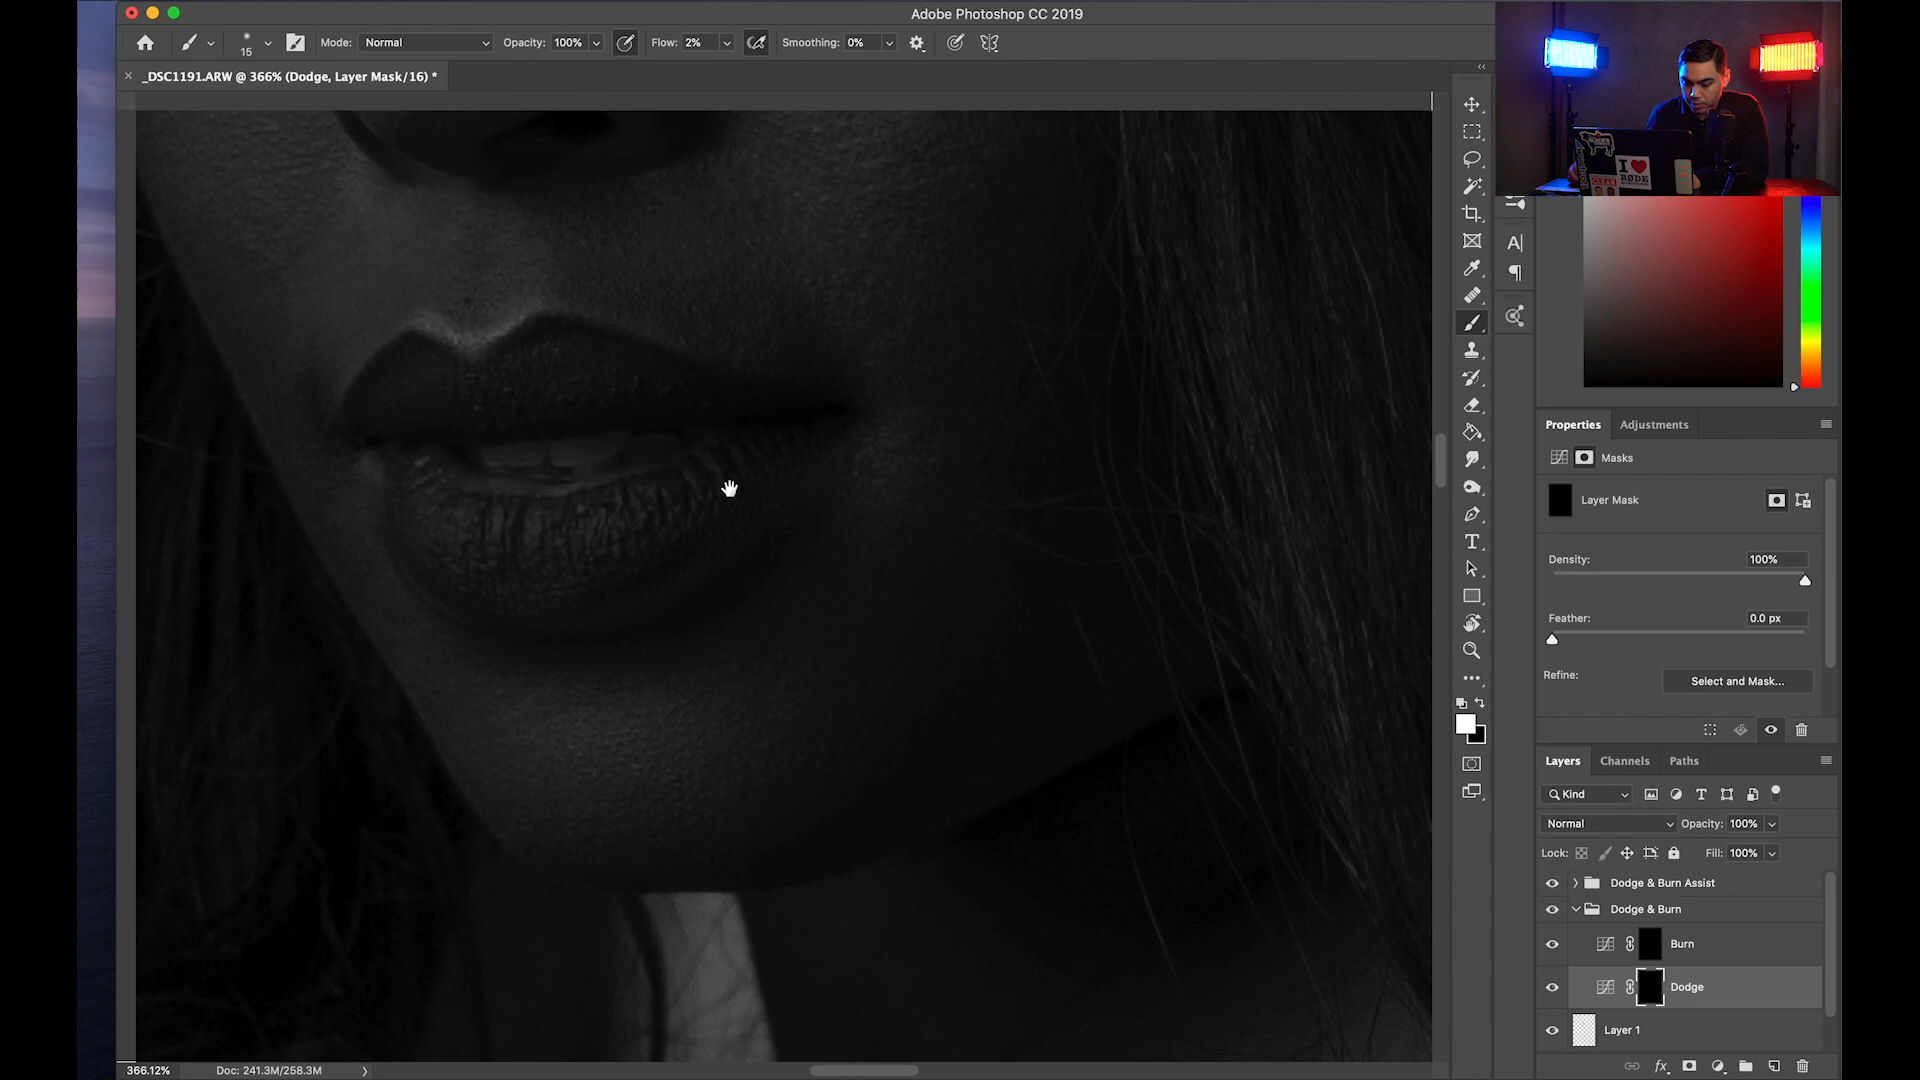 Adobe Photoshop CC 2019
15
Mode: Normal
Opacity: 100%
Flow: 2%
Smoothing: 0%
_DSC1191.ARW @ 366% (Dodge, Layer Mask/16) *
I
RØDE
Properties
Adjustments
Masks
Layer Mask
Density: 100%
Feather: 0.0 px
Refine:
Select and Mask...
Layers
Channels
Paths
Kind
Normal
Opacity: 100%
Lock:
Fill: 100%
Dodge & Burn Assist
Dodge & Burn
Burn
Dodge
Layer 1
fx
366.12%
Doc: 241.3M/258.3M